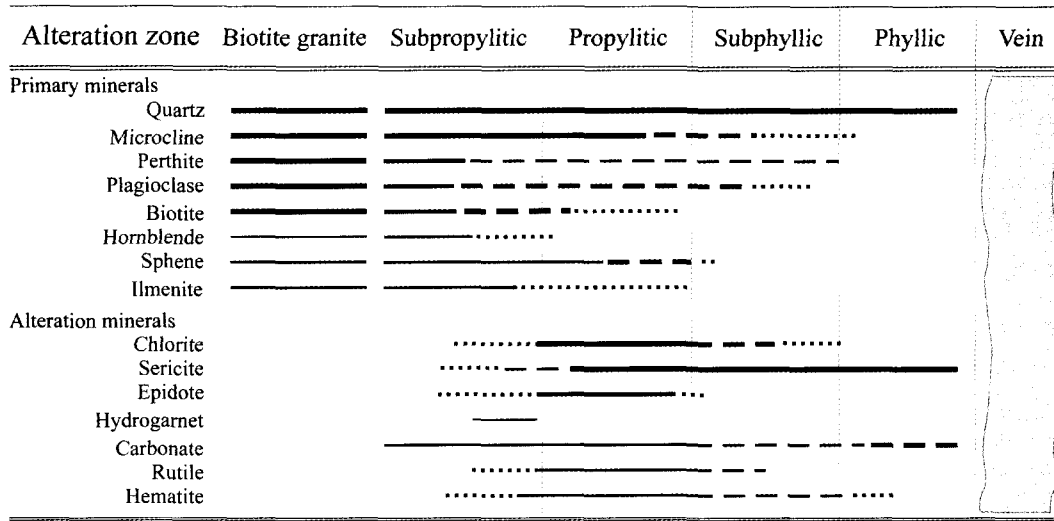 Alteration zone Biotite granite Subpropylitic Propylitic Subphyllic Phyllic Vein
Primary minerals
Quartz
Microcline
Perthite
Plagioclase
Biotite
Hornblende
Sphene
Ilmenite
Alteration minerals
Chlorite
Sericite
Epidote
Hydrogarnet
Carbonate
Rutile
Hematite